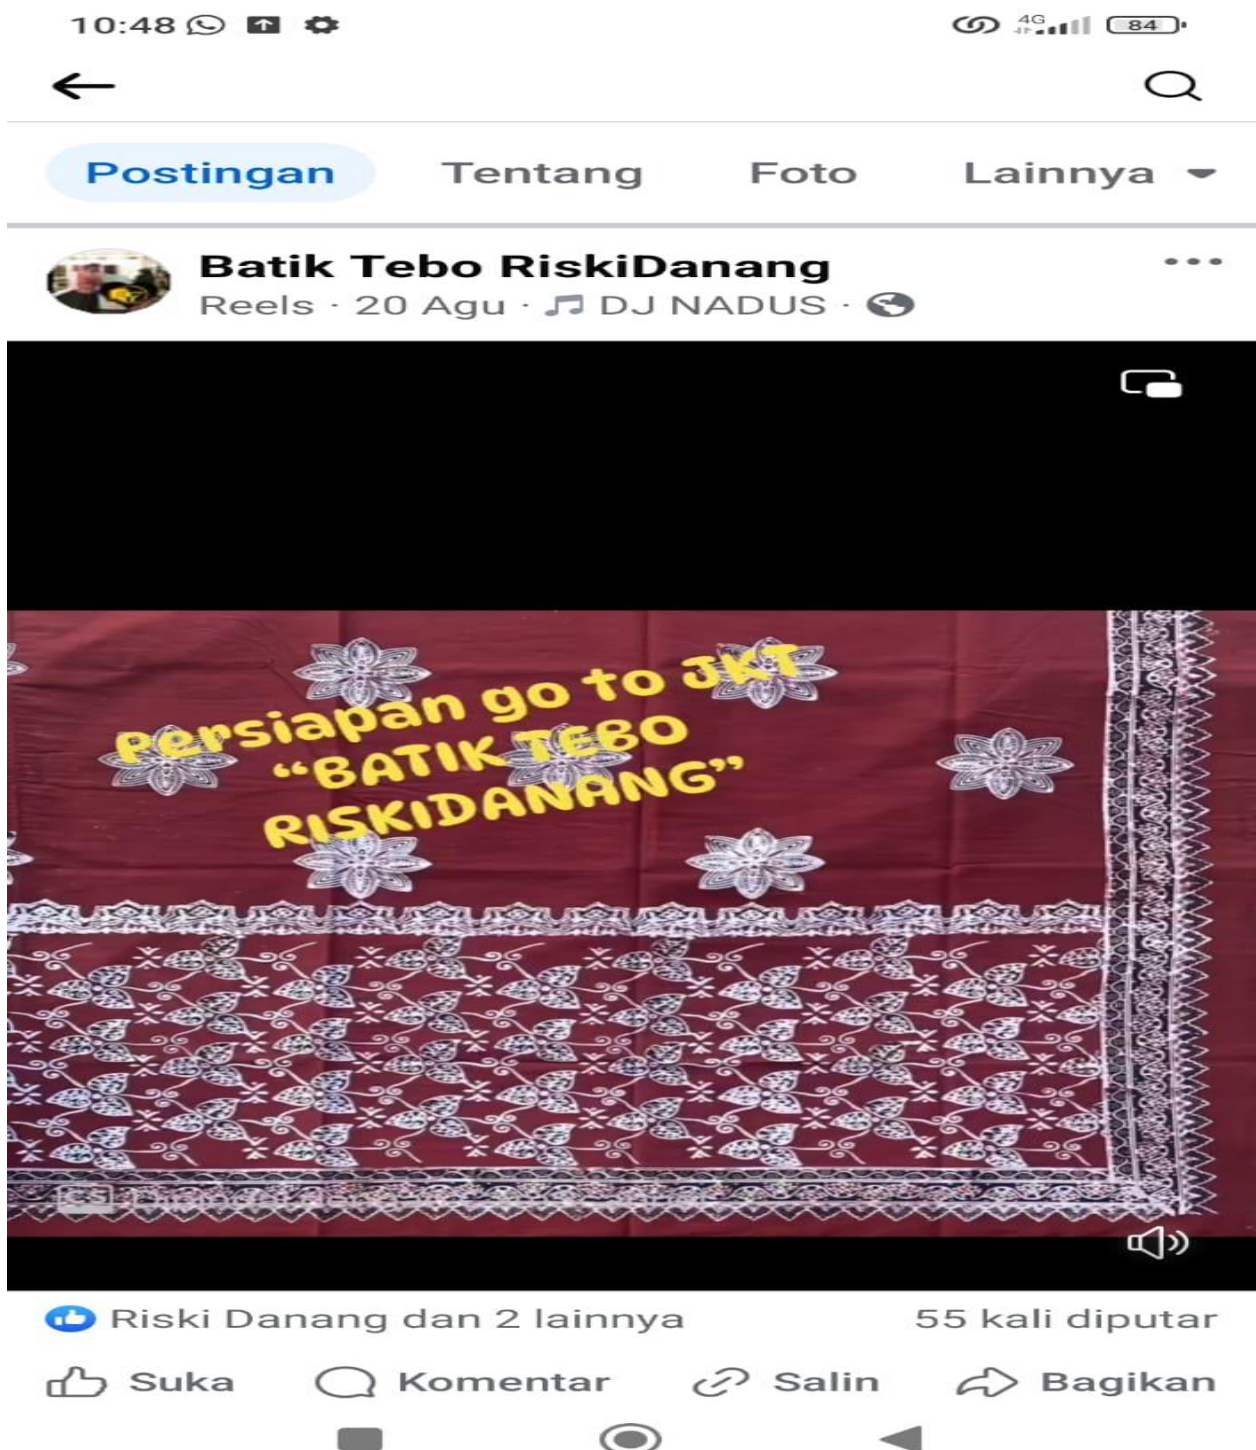 10:48
4G
84
Postingan
Tentang
Foto
Lainnya
Batik Tebo RiskiDanang
Reels · 20 Agu · DJ NADUS ·
Persiapan go to JKT
“BATIK TEBO
RISKIDANANG”
CS
Riski Danang dan 2 lainnya
55 kali diputar
Suka
Komentar
Salin
Bagikan